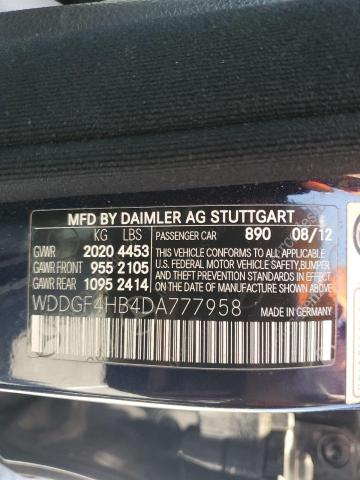 MFD BY DAIMLER AG STUTTGART
KG LBS PASSENGER CAR 890 08/12
GVWR 2020 4453 THIS VEHICLE CONFORMS TO ALL APPLI-
GAWR FRONT 955 2105 CABLE U.S. FEDERAL MOTOR VEHICLE SAFETY, BUMPER,
GAWR REAR 1095 2414 AND THEFT PREVENTION STANDARDS IN EFFECT
ON THE DATE OF MANUFACTURE SHOWN ABOVE.
WDDGF4HB4DA777958 MADE IN GERMANY